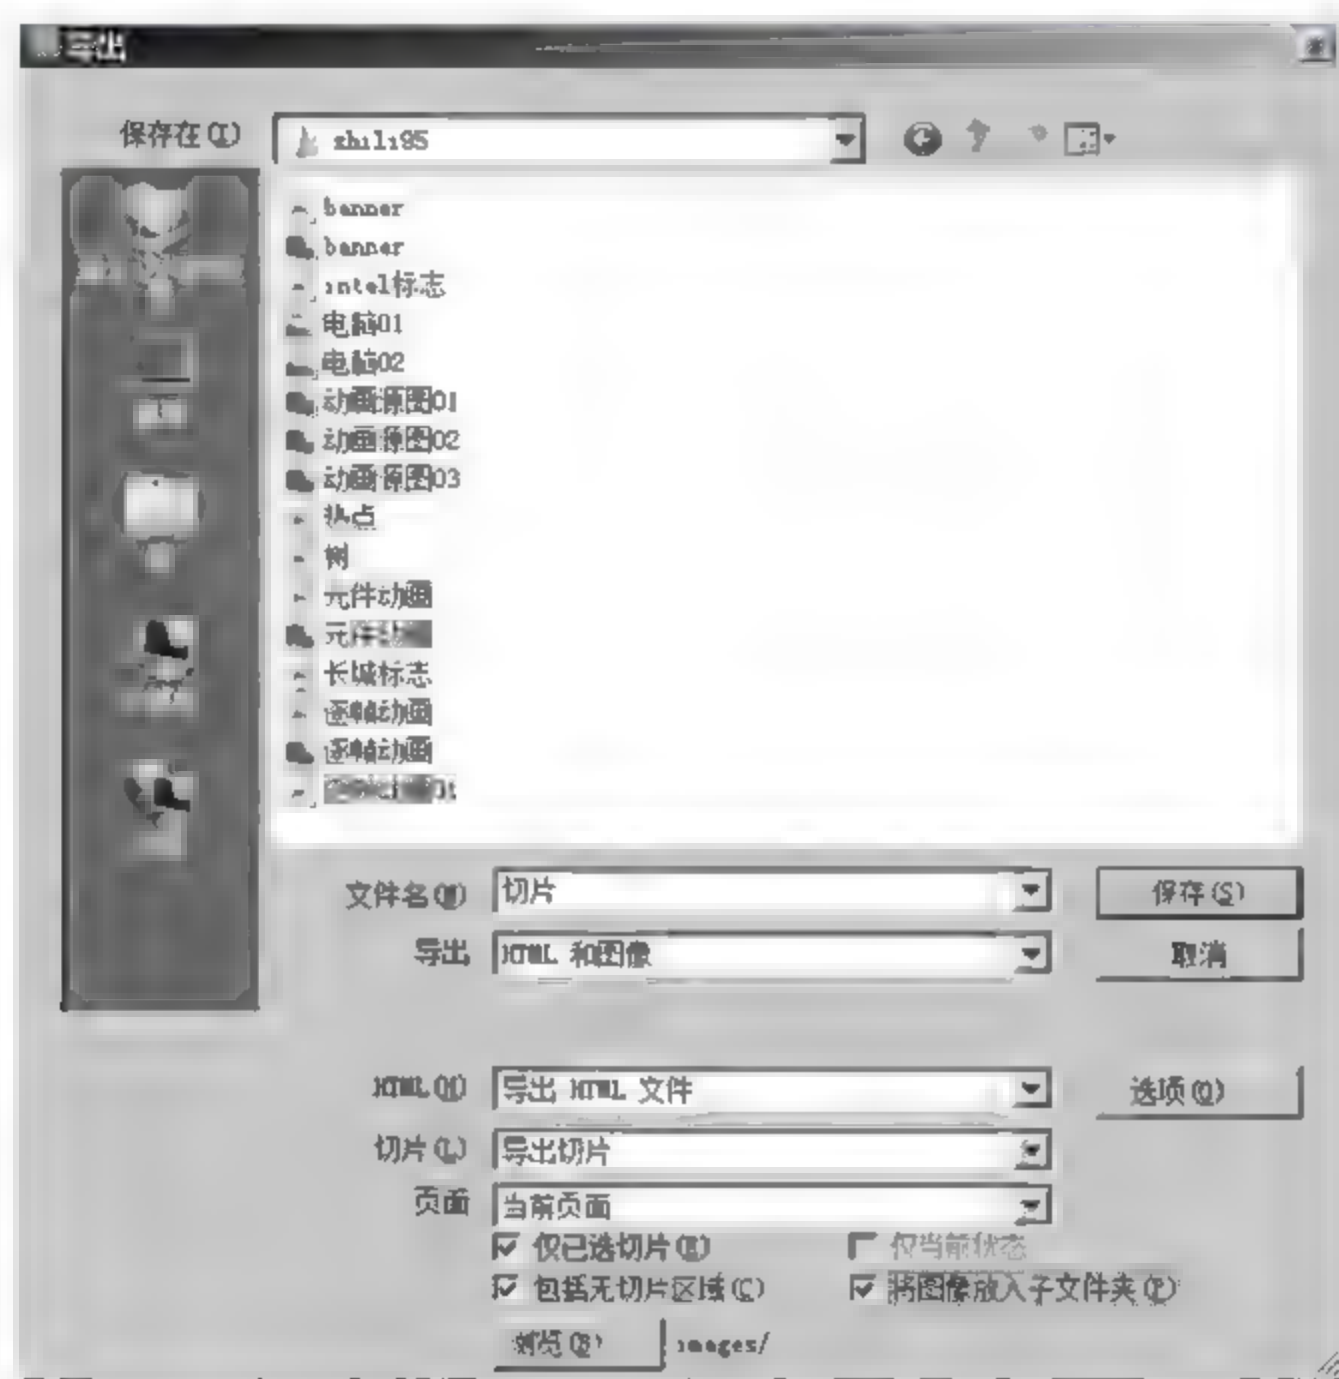 导出
保存在(I)
shili95
banner
banner
intel标志
电脑01
电脑02
动画原图01
动画原图02
动画原图03
热点
树
元件动画
元件动画
长城标志
逐帧动画
逐帧动画
文件名(N) 切片 保存(S)
导出 HTML 和图像 取消
HTML(H) 导出 HTML 文件 选项(O)
切片(L) 导出切片
页面 当前页面
仅已选切片 仅当前状态
包括无切片区域(C) 将图像放入子文件夹(P)
浏览(B) images/